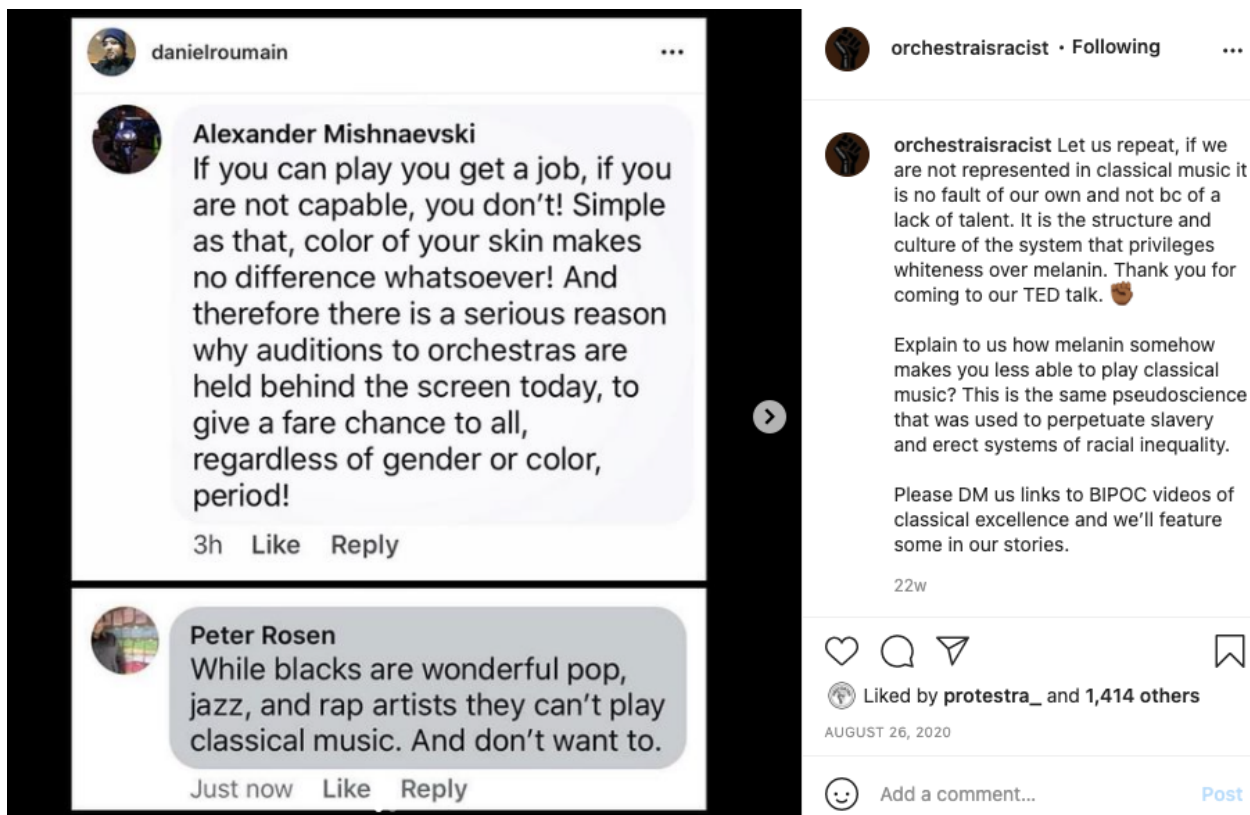 danielroumain
...
Alexander Mishnaevski
If you can play you get a job, if you
are not capable, you don't! Simple
as that, color of your skin makes
no difference whatsoever! And
therefore there is a serious reason
why auditions to orchestras are
held behind the screen today, to
give a fare chance to all,
regardless of gender or color,
period!
3h Like Reply
Peter Rosen
While blacks are wonderful pop,
jazz, and rap artists they can't play
classical music. And don't want to.
Just now Like Reply
orchestraisracist • Following
...
orchestraisracist Let us repeat, if we
are not represented in classical music it
is no fault of our own and not bc of a
lack of talent. It is the structure and
culture of the system that privileges
whiteness over melanin. Thank you for
coming to our TED talk. ✊🏾
Explain to us how melanin somehow
makes you less able to play classical
music? This is the same pseudoscience
that was used to perpetuate slavery
and erect systems of racial inequality.
Please DM us links to BIPOC videos of
classical excellence and we'll feature
some in our stories.
22w
Liked by protestra_ and 1,414 others
AUGUST 26, 2020
Add a comment... Post